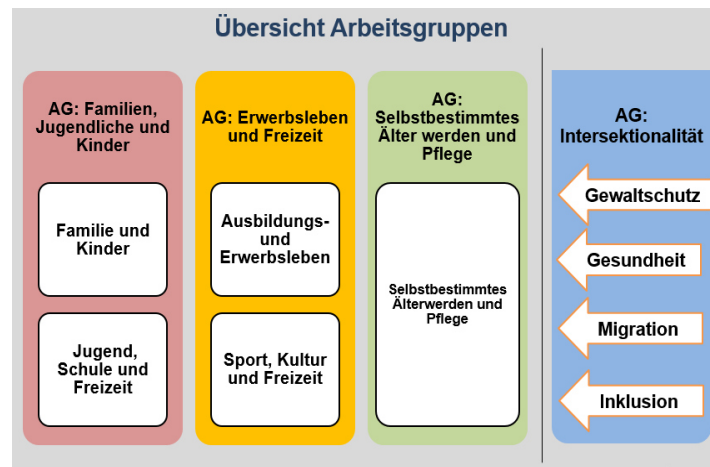 Übersicht Arbeitsgruppen
AG: Familien,
Jugendliche und
Kinder
Familie und
Kinder
Jugend,
Schule und
Freizeit
AG: Erwerbsleben
und Freizeit
Ausbildungs-
und
Erwerbsleben
Sport, Kultur
und Freizeit
AG:
Selbstbestimmtes
Älter werden und
Pflege
Selbstbestimmtes
Älterwerden und
Pflege
AG:
Intersektionalität
Gewaltschutz
Gesundheit
Migration
Inklusion